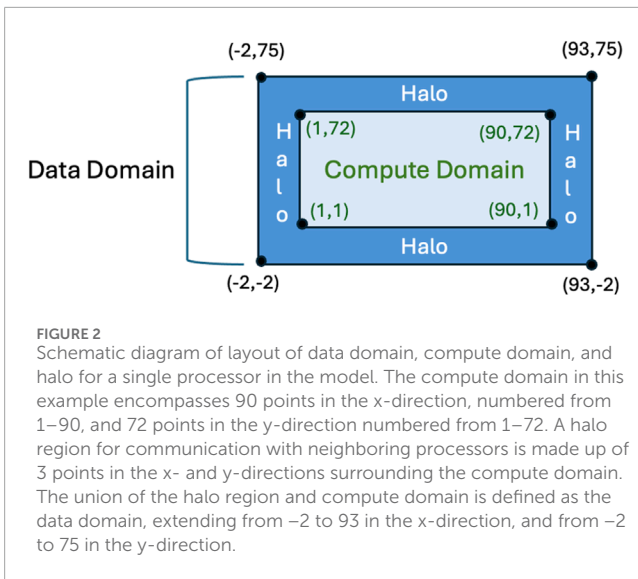 (-2,75)
(93,75)
Halo
Halo
(1,72)
(90,72)
Halo
Data Domain
Compute Domain
(1,1)
(90,1)
Halo
(-2,-2)
(93,-2)
FIGURE 2
Schematic diagram of layout of data domain, compute domain, and
halo for a single processor in the model. The compute domain in this
example encompasses 90 points in the x-direction, numbered from
1–90, and 72 points in the y-direction numbered from 1–72. A halo
region for communication with neighboring processors is made up of
3 points in the x- and y-directions surrounding the compute domain.
The union of the halo region and compute domain is defined as the
data domain, extending from −2 to 93 in the x-direction, and from −2
to 75 in the y-direction.